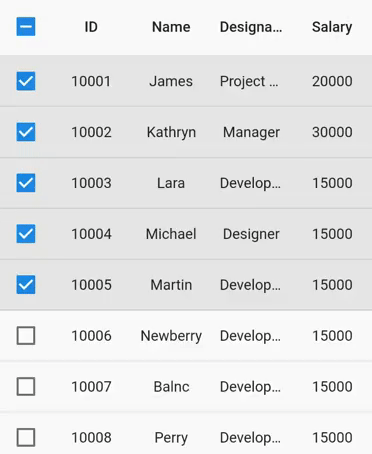 ID Name Designa... Salary
10001 James Project ... 20000
10002 Kathryn Manager 30000
10003 Lara Develop... 15000
10004 Michael Designer 15000
10005 Martin Develop... 15000
10006 Newberry Develop... 15000
10007 Balnc Develop... 15000
10008 Perry Develop... 15000